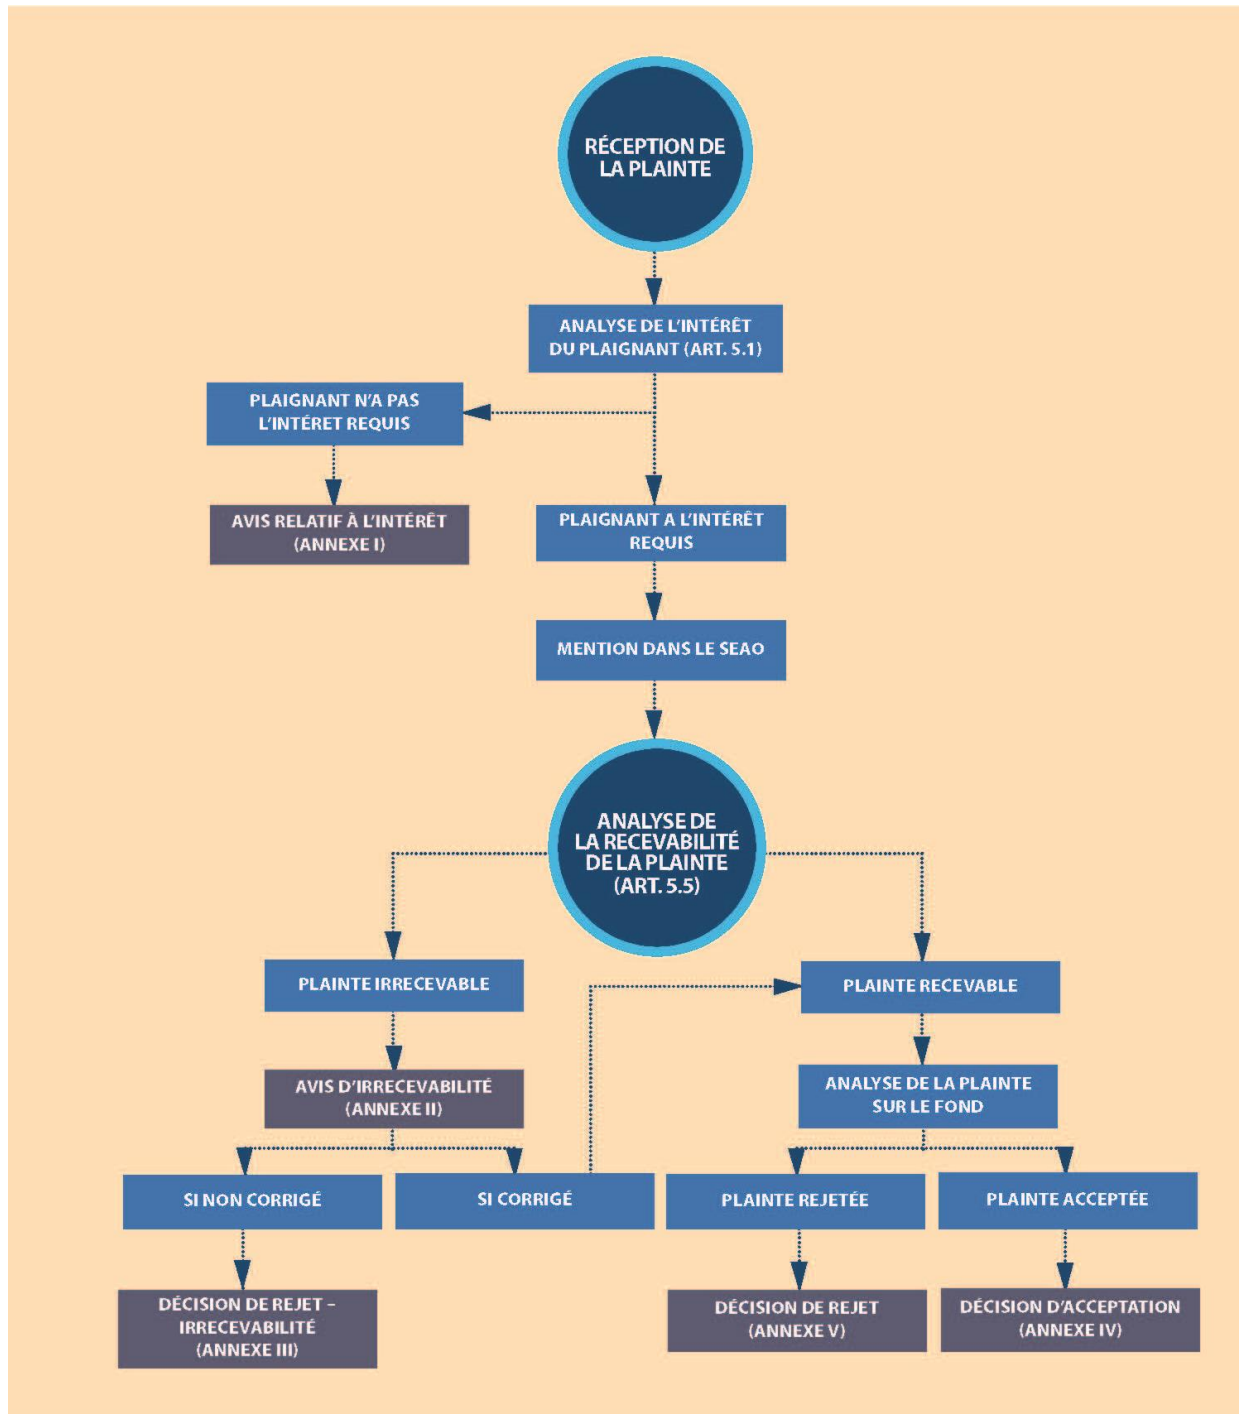 RÉCEPTION DE
LA PLAINTE
ANALYSE DE L'INTÉRÊT
DU PLAIGNANT (ART. 5.1)
PLAIGNANT N'A PAS
L'INTÉRET REQUIS
AVIS RELATIF À L'INTÉRÊT
(ANNEXE I)
PLAIGNANT A L'INTÉRÊT
REQUIS
MENTION DANS LE SEAO
ANALYSE DE
LA RECEVABILITÉ
DE LA PLAINTE
(ART. 5.5)
PLAINTE IRRECEVABLE
PLAINTE RECEVABLE
AVIS D'IRRECEVABILITÉ
(ANNEXE II)
ANALYSE DE LA PLAINTE
SUR LE FOND
SI NON CORRIGÉ
SI CORRIGÉ
PLAINTE REJETÉE
PLAINTE ACCEPTÉE
DÉCISION DE REJET –
IRRECEVABILITÉ
(ANNEXE III)
DÉCISION DE REJET
(ANNEXE V)
DÉCISION D'ACCEPTATION
(ANNEXE IV)